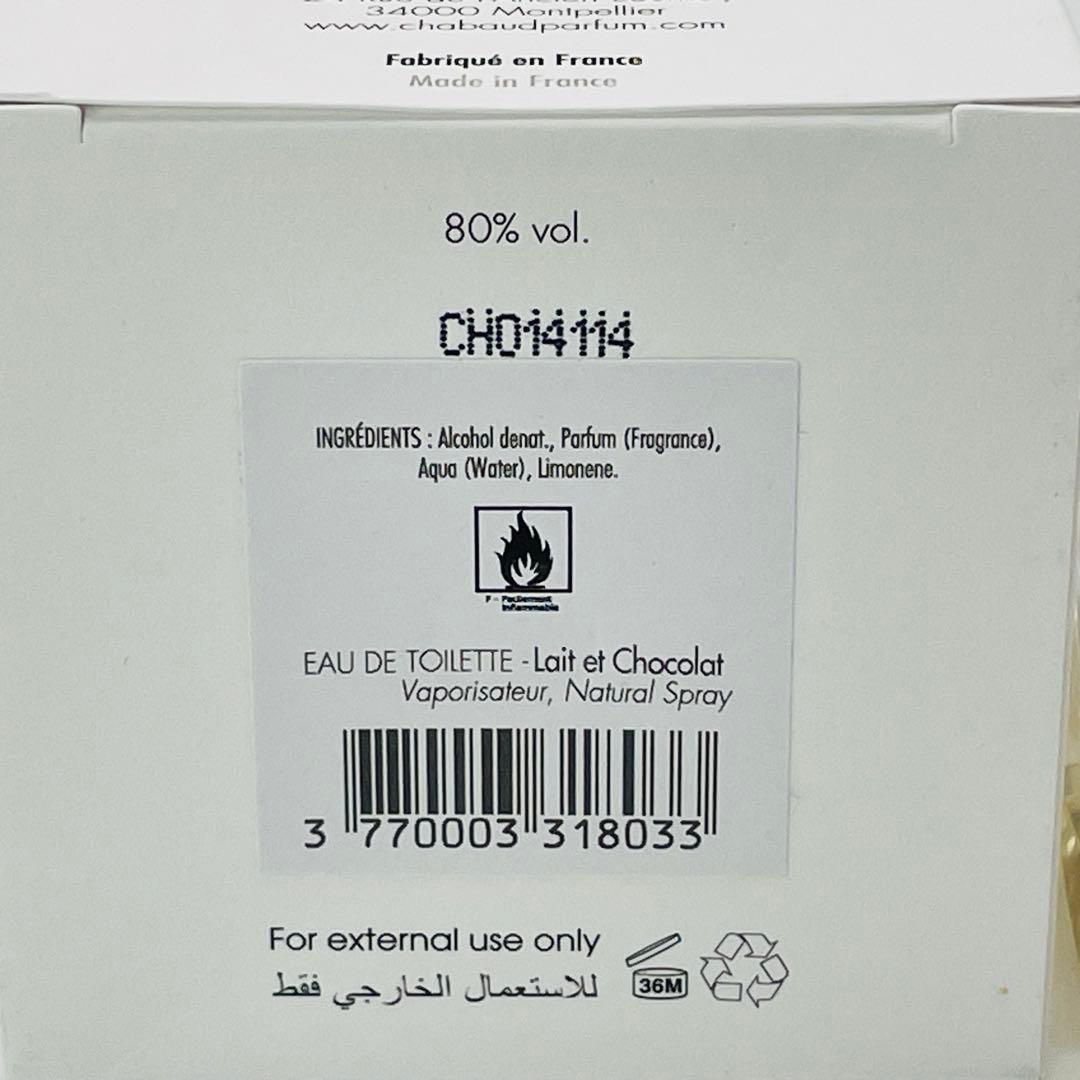 34000 Montpellier
www.chabaudparfum.com
Fabriqué en France
Made in France
80% vol.
CH014114
INGRÉDIENTS : Alcohol denat., Parfum (Fragrance),
Aqua (Water), Limonene.
F - Facilement
Inflammable
EAU DE TOILETTE - Lait et Chocolat
Vaporisateur, Natural Spray
3 770003 318033
For external use only
للاستعمال الخارجي فقط
36M